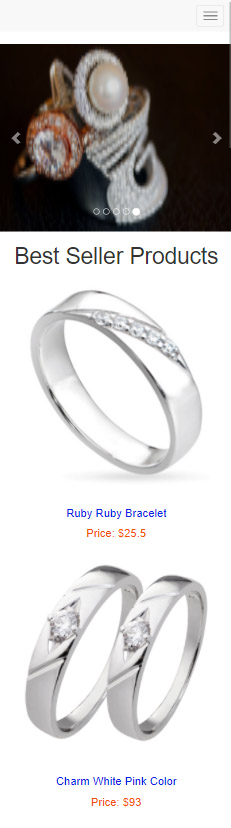 Best Seller Products
Ruby Ruby Bracelet
Price: $25.5
Charm White Pink Color
Price: $93